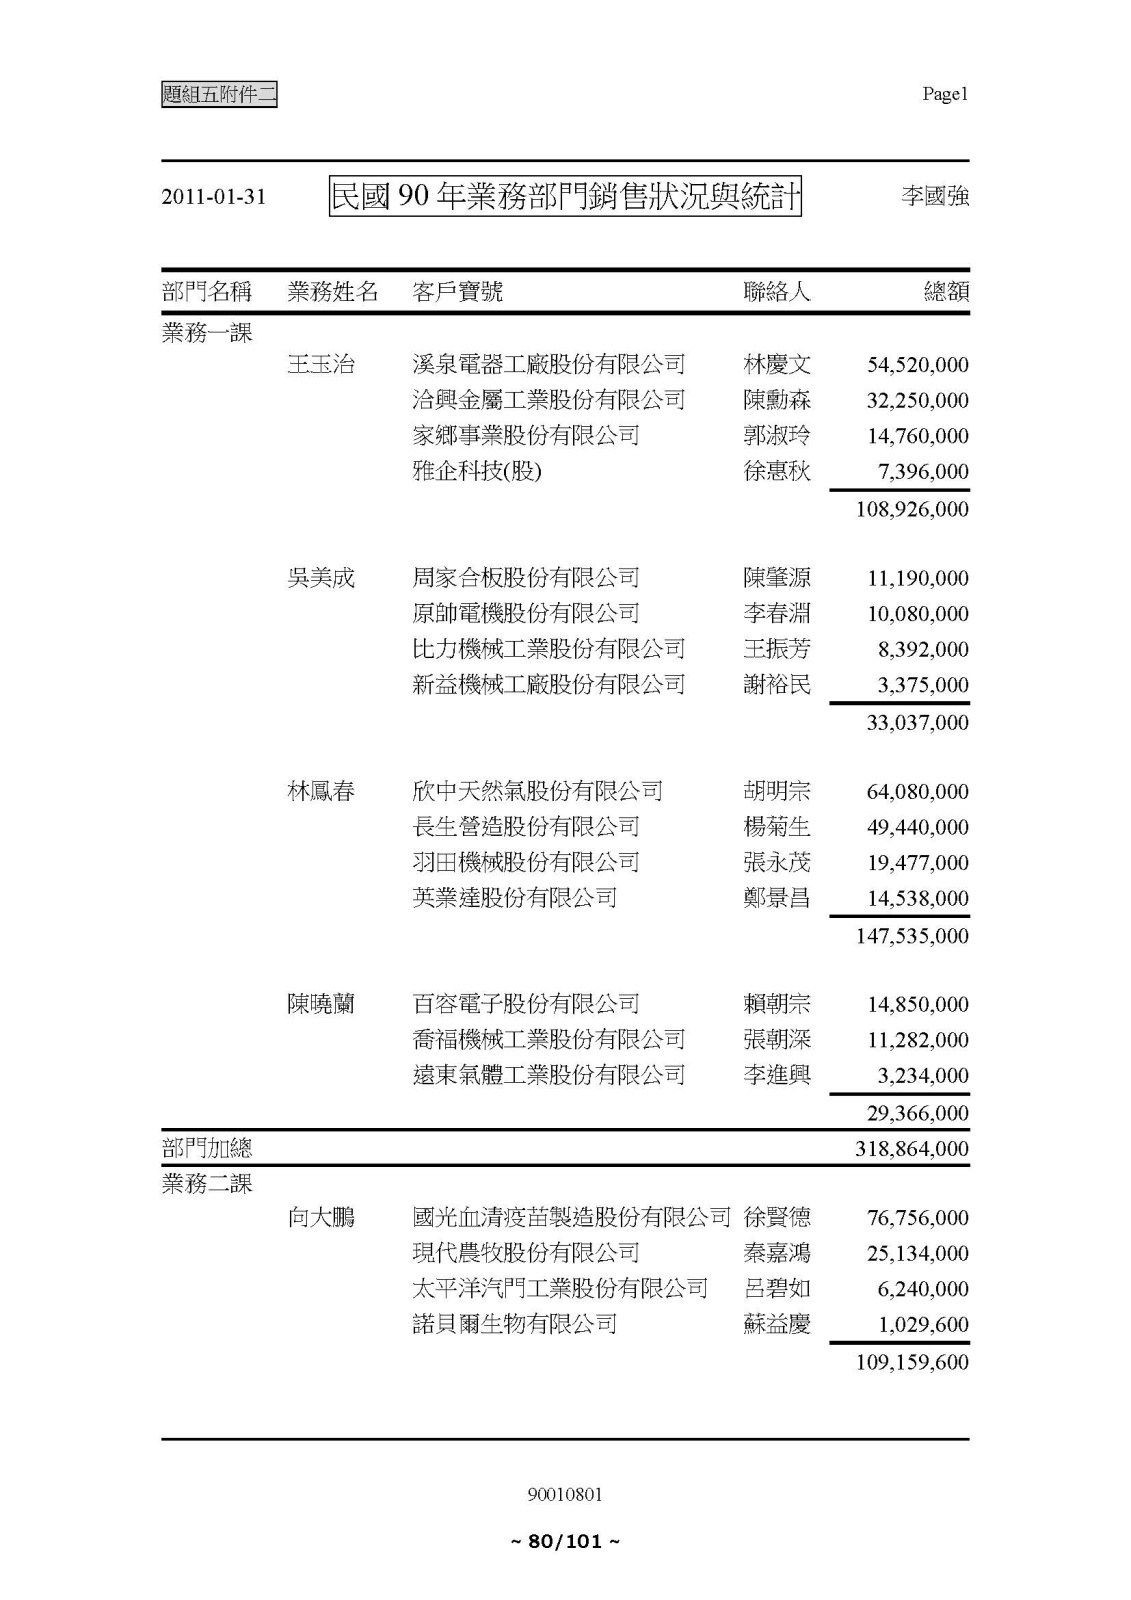 題組五附件二 Page1
2011-01-31 民國 90 年業務部門銷售狀況與統計 李國強
部門名稱 業務姓名 客戶寶號 聯絡人 總額
業務一課
王玉治 溪泉電器工廠股份有限公司 林慶文 54,520,000
洽興金屬工業股份有限公司 陳勳森 32,250,000
家鄉事業股份有限公司 郭淑玲 14,760,000
雅企科技(股) 徐惠秋 7,396,000
108,926,000
吳美成 周家合板股份有限公司 陳肇源 11,190,000
原帥電機股份有限公司 李春淵 10,080,000
比力機械工業股份有限公司 王振芳 8,392,000
新益機械工廠股份有限公司 謝裕民 3,375,000
33,037,000
林鳳春 欣中天然氣股份有限公司 胡明宗 64,080,000
長生營造股份有限公司 楊菊生 49,440,000
羽田機械股份有限公司 張永茂 19,477,000
英業達股份有限公司 鄭景昌 14,538,000
147,535,000
陳曉蘭 百容電子股份有限公司 賴朝宗 14,850,000
喬福機械工業股份有限公司 張朝深 11,282,000
遠東氣體工業股份有限公司 李進興 3,234,000
29,366,000
部門加總 318,864,000
業務二課
向大鵬 國光血清疫苗製造股份有限公司 徐賢德 76,756,000
現代農牧股份有限公司 秦嘉鴻 25,134,000
太平洋汽門工業股份有限公司 呂碧如 6,240,000
諾貝爾生物有限公司 蘇益慶 1,029,600
109,159,600
90010801
~ 80/101 ~